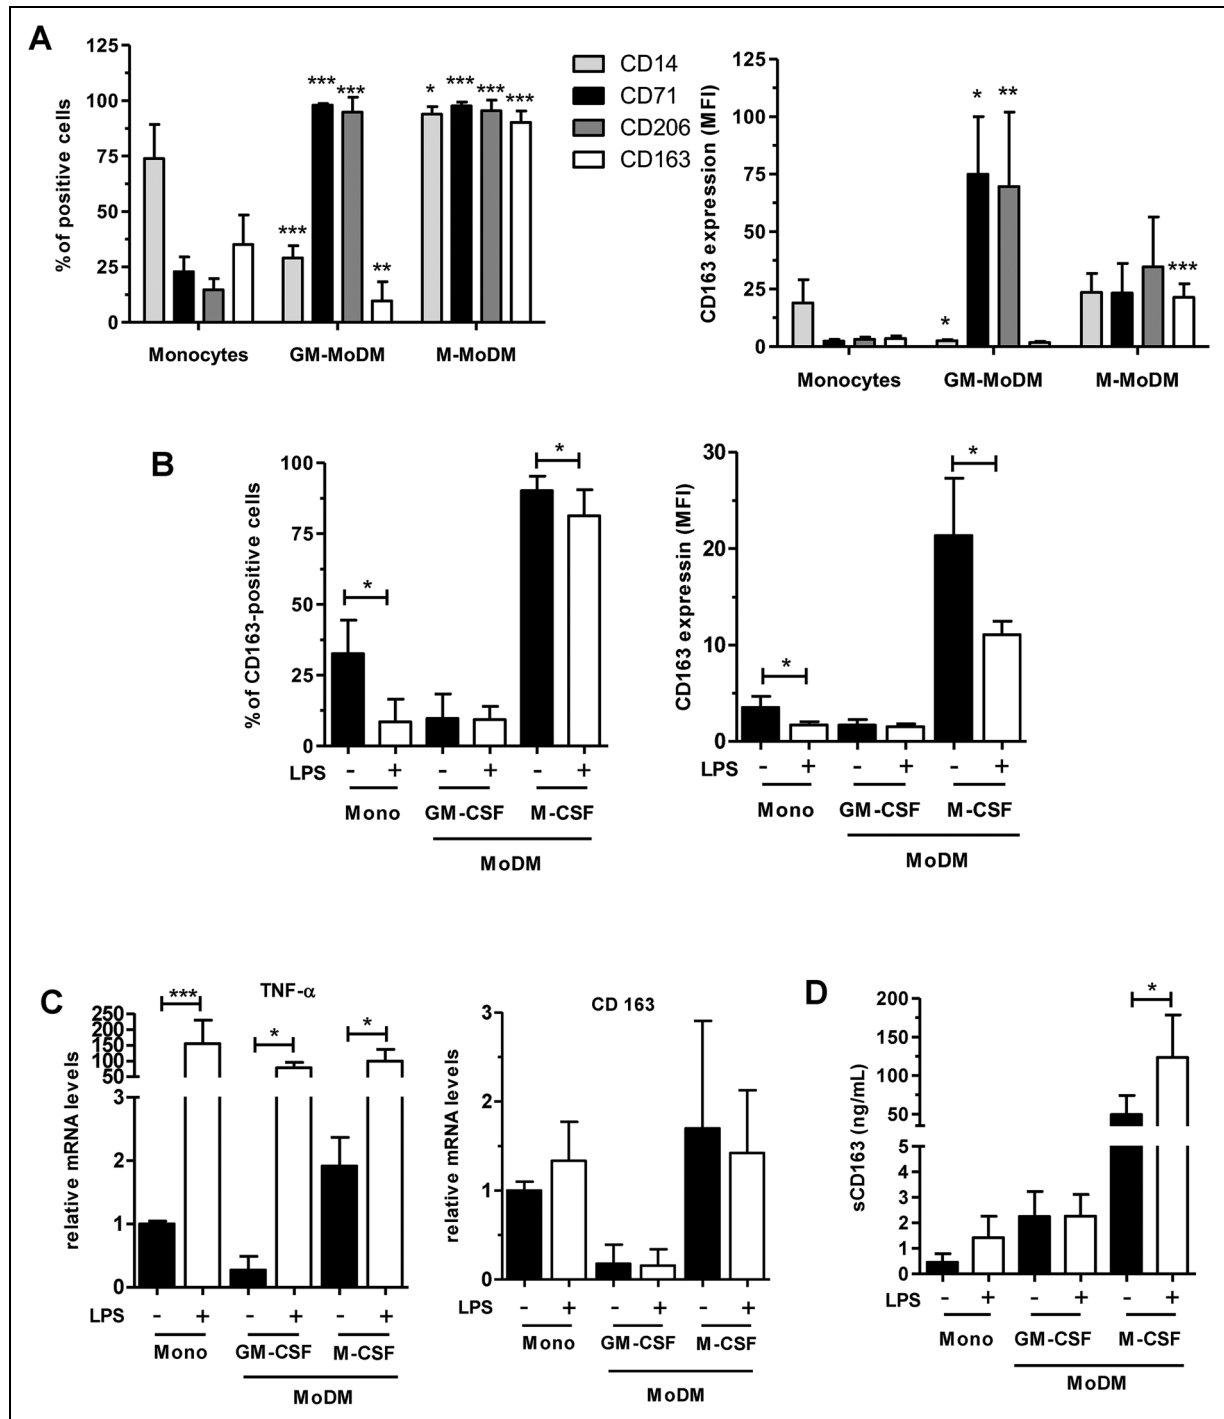 A
% of positive cells
125
100
75
50
25
0
***
***
***
**
*
***
***
***
Monocytes
GM-MoDM
M-MoDM
CD14
CD71
CD206
CD163
CD163 expression (MFI)
125
100
75
50
25
0
*
*
**
***
Monocytes
GM-MoDM
M-MoDM
B
% of CD163-positive cells
100
75
50
25
0
*
*
LPS - + - + - +
Mono GM-CSF M-CSF
MoDM
CD163 expressin (MFI)
30
20
10
0
*
*
LPS - + - + - +
Mono GM-CSF M-CSF
MoDM
C
TNF-α
relative mRNA levels
250
200
150
100
50
3
2
1
0
***
*
*
LPS - + - + - +
Mono GM-CSF M-CSF
MoDM
CD 163
relative mRNA levels
3
2
1
0
LPS - + - + - +
Mono GM-CSF M-CSF
MoDM
D
sCD163 (ng/mL)
200
150
100
50
5
4
3
2
1
0
*
LPS - + - + - +
Mono GM-CSF M-CSF
MoDM